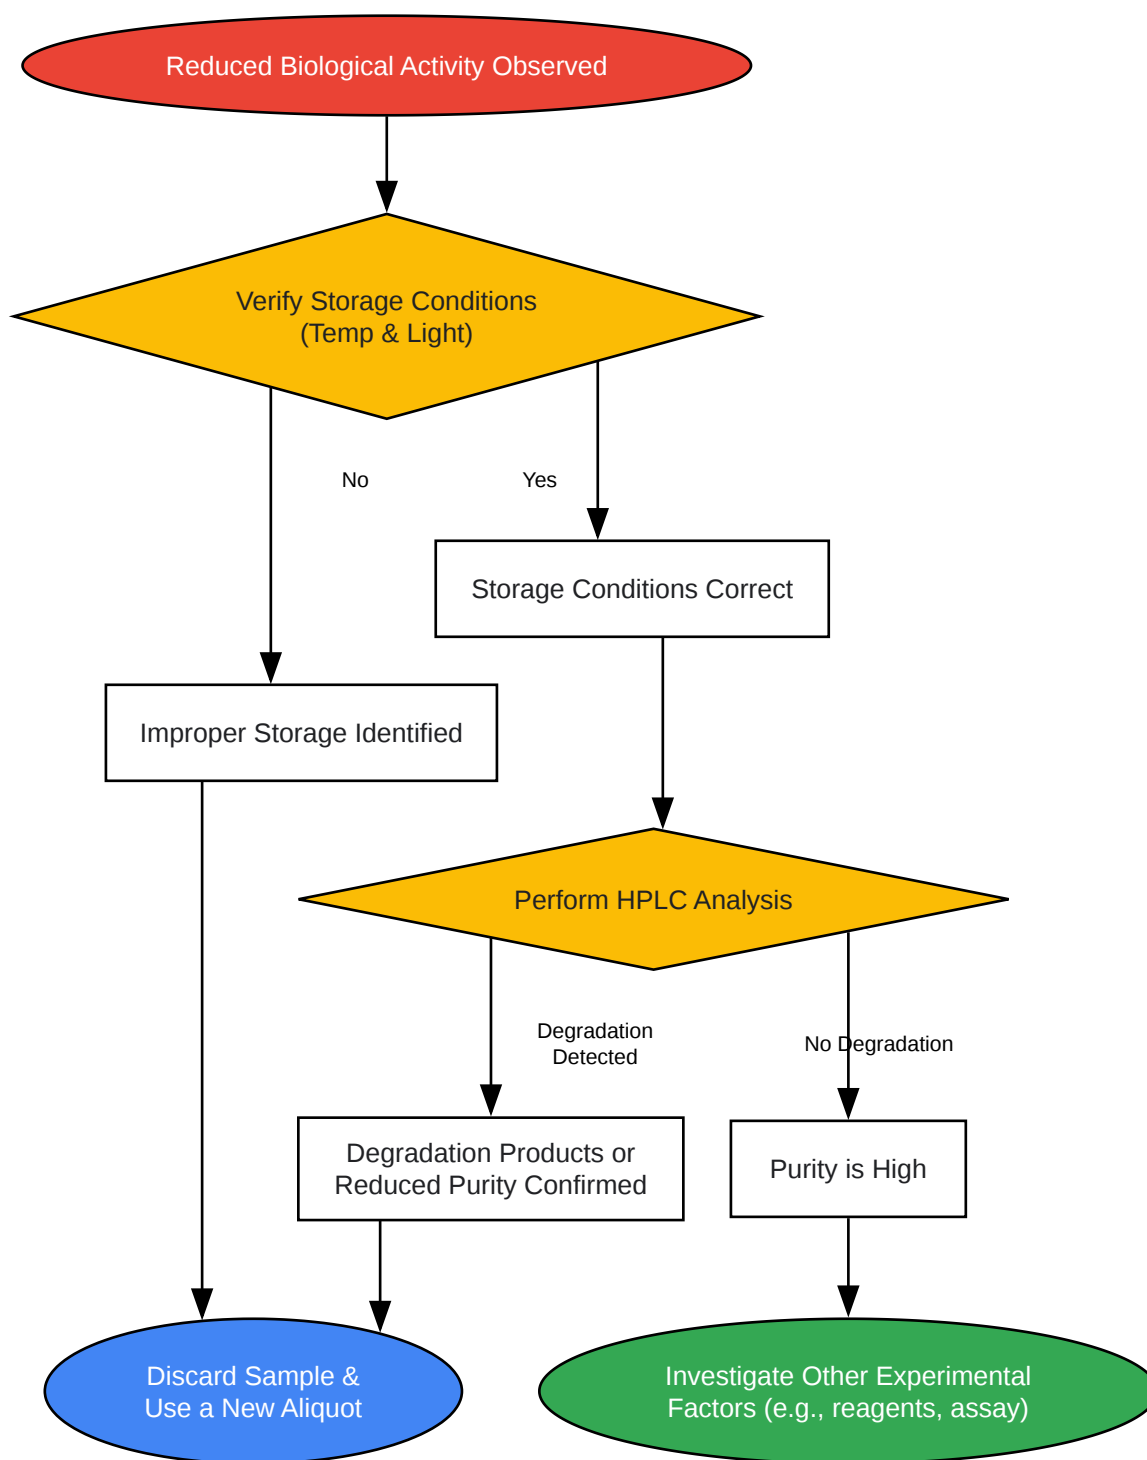 Reduced Biological Activity Observed
Verify Storage Conditions
(Temp & Light)
No
Yes
Storage Conditions Correct
Improper Storage Identified
Perform HPLC Analysis
Degradation
Detected
No Degradation
Degradation Products or
Reduced Purity Confirmed
Purity is High
Discard Sample &
Use a New Aliquot
Investigate Other Experimental
Factors (e.g., reagents, assay)